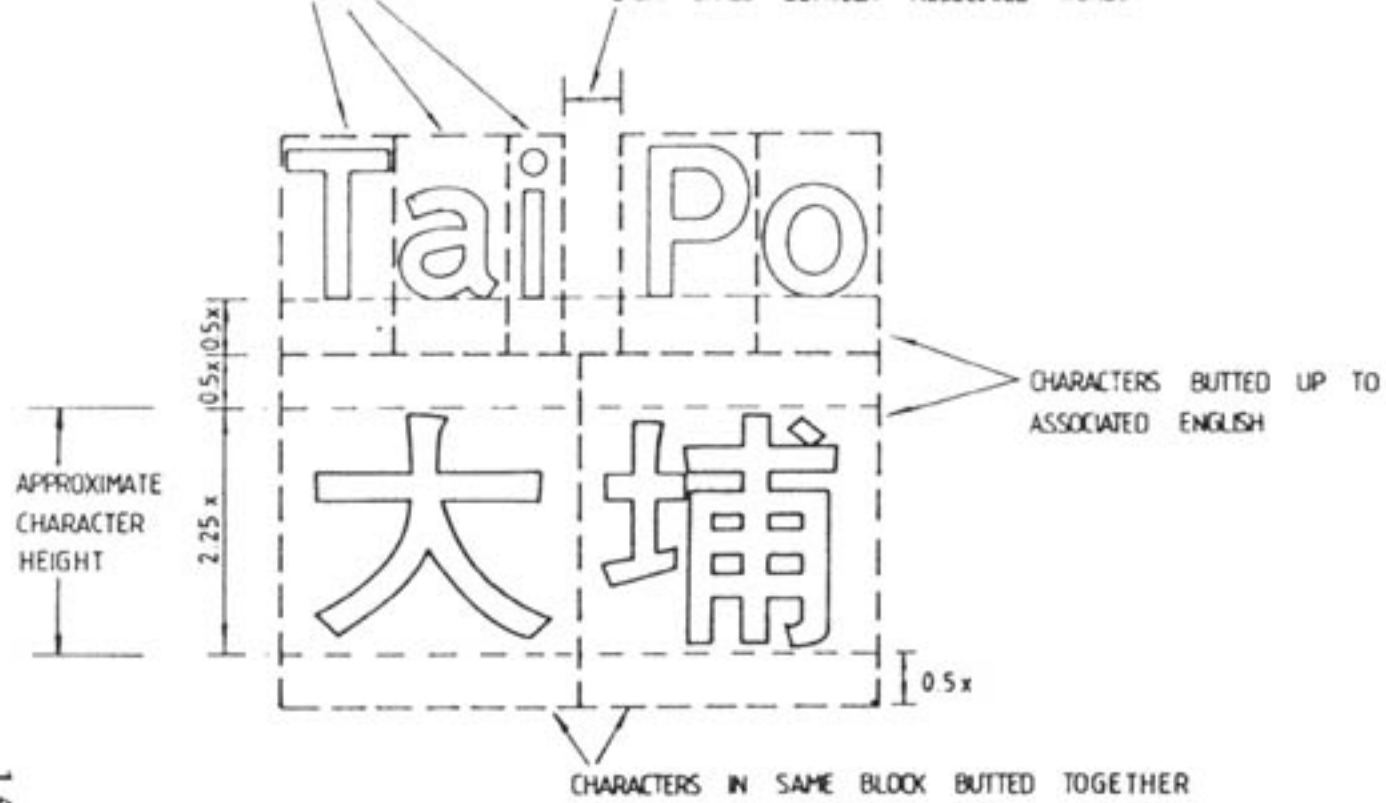 Tai Po
0.5x
0.5x
CHARACTERS BUTTED UP TO
ASSOCIATED ENGLISH
大埔
APPROXIMATE
CHARACTER
HEIGHT
2.25 x
0.5x
CHARACTERS IN SAME BLOCK BUTTED TOGETHER